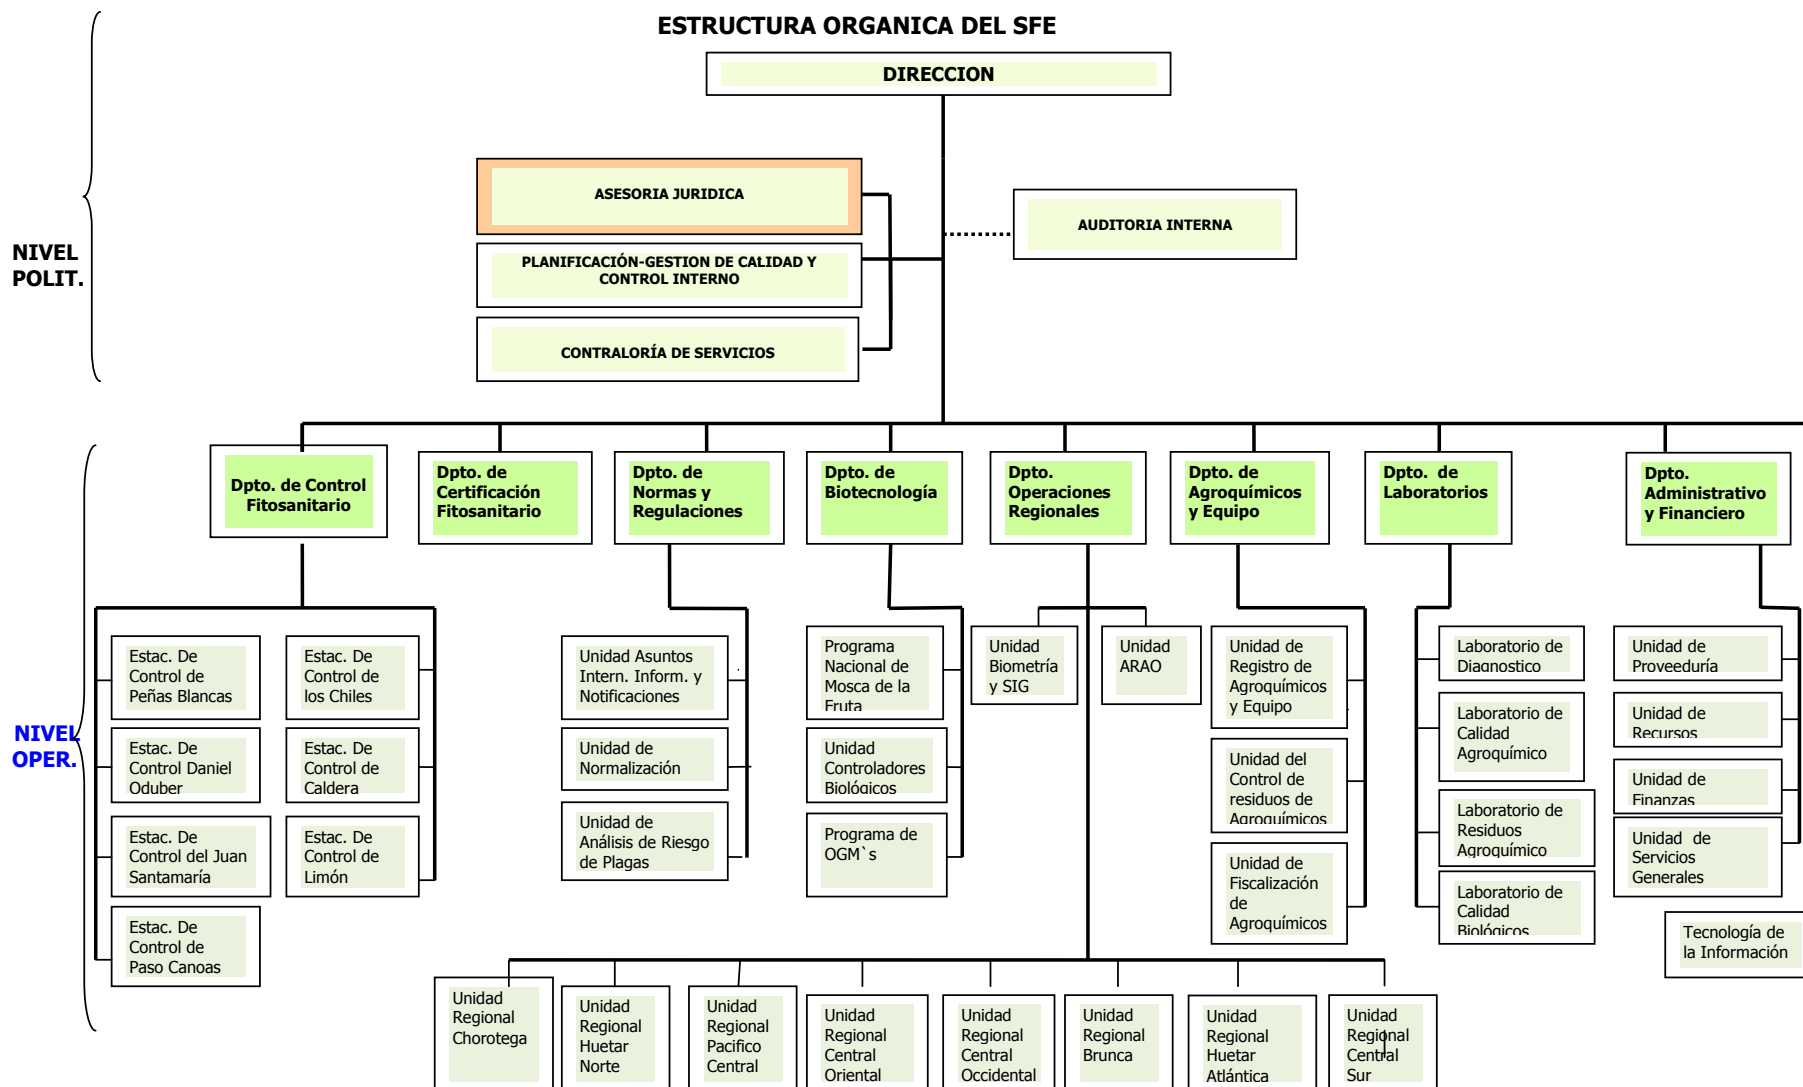 ESTRUCTURA ORGANICA DEL SFE
DIRECCION
ASESORIA JURIDICA
AUDITORIA INTERNA
NIVEL
POLIT.
PLANIFICACIÓN-GESTION DE CALIDAD Y
CONTROL INTERNO
CONTRALORÍA DE SERVICIOS
Dpto. de Control
Fitosanitario
Dpto. de
Certificación
Fitosanitario
Dpto. de
Normas y
Regulaciones
Dpto. de
Biotecnología
Dpto.
Operaciones
Regionales
Dpto. de
Agroquímicos
y Equipo
Dpto. de
Laboratorios
Dpto.
Administrativo
y Financiero
NIVEL
OPER.
Estac. De
Control de
Peñas Blancas
Estac. De
Control de
los Chiles
Estac. De
Control Daniel
Oduber
Estac. De
Control de
Caldera
Estac. De
Control del Juan
Santamaría
Estac. De
Control de
Limón
Estac. De
Control de
Paso Canoas
Unidad Asuntos
Intern. Inform. y
Notificaciones
Unidad de
Normalización
Unidad de
Análisis de Riesgo
de Plagas
Programa
Nacional de
Mosca de la
Fruta
Unidad
Controladores
Biológicos
Programa de
OGM`s
Unidad
Biometría
y SIG
Unidad
ARAO
Unidad de
Registro de
Agroquímicos
y Equipo
Unidad del
Control de
residuos de
Agroquímicos
Unidad de
Fiscalización
de
Agroquímicos
Laboratorio de
Diagnostico
Laboratorio de
Calidad
Agroquímico
Laboratorio de
Residuos
Agroquímico
Laboratorio de
Calidad
Biológicos
Unidad de
Proveeduría
Unidad de
Recursos
Unidad de
Finanzas
Unidad de
Servicios
Generales
Tecnología de
la Información
Unidad
Regional
Chorotega
Unidad
Regional
Huetar
Norte
Unidad
Regional
Pacifico
Central
Unidad
Regional
Central
Oriental
Unidad
Regional
Central
Occidental
Unidad
Regional
Brunca
Unidad
Regional
Huetar
Atlántica
Unidad
Regional
Central
Sur